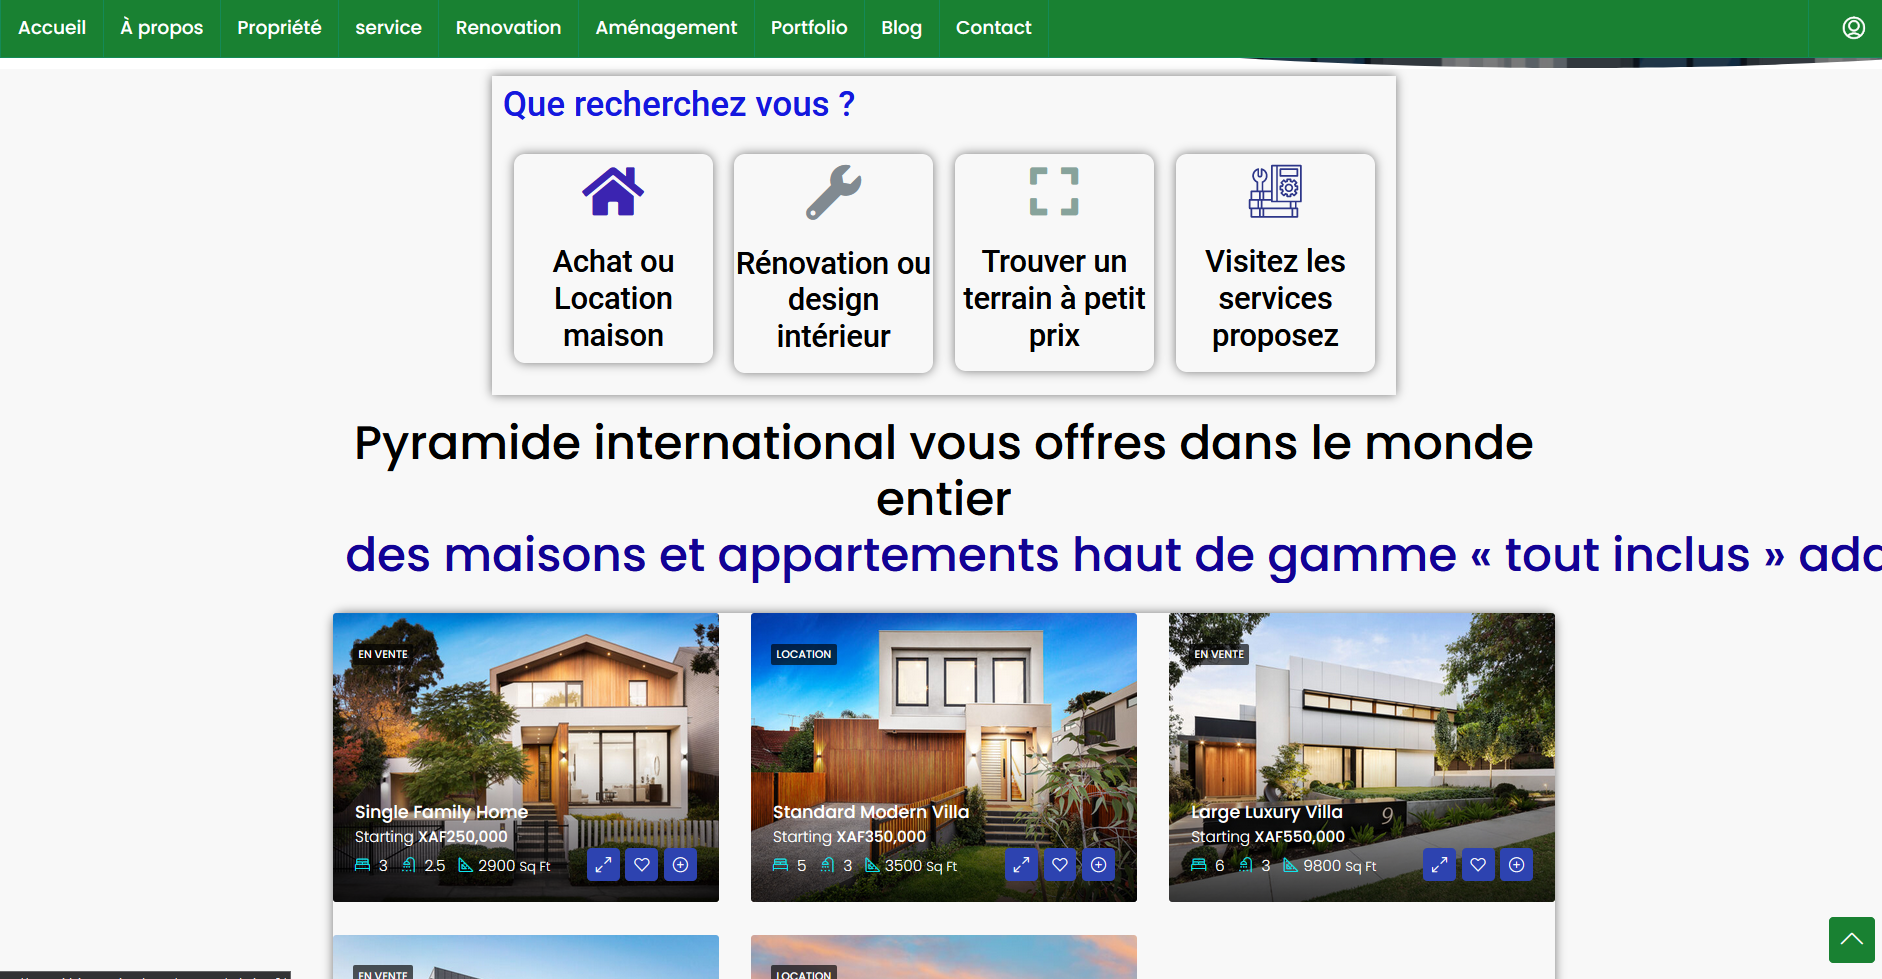 Accueil À propos Propriété service Renovation Aménagement Portfolio Blog Contact
Que recherchez vous ?
Achat ou
Location
maison
Rénovation ou
design
intérieur
Trouver un
terrain à petit
prix
Visitez les
services
proposez
Pyramide international vous offres dans le monde
entier
des maisons et appartements haut de gamme « tout inclus »
EN VENTE
Single Family Home
Starting XAF250,000
3 2.5 2900 Sq Ft
LOCATION
Standard Modern Villa
Starting XAF350,000
5 3 3500 Sq Ft
EN VENTE
9
Large Luxury Villa
Starting XAF550,000
6 3 9800 Sq Ft
EN VENTE
LOCATION